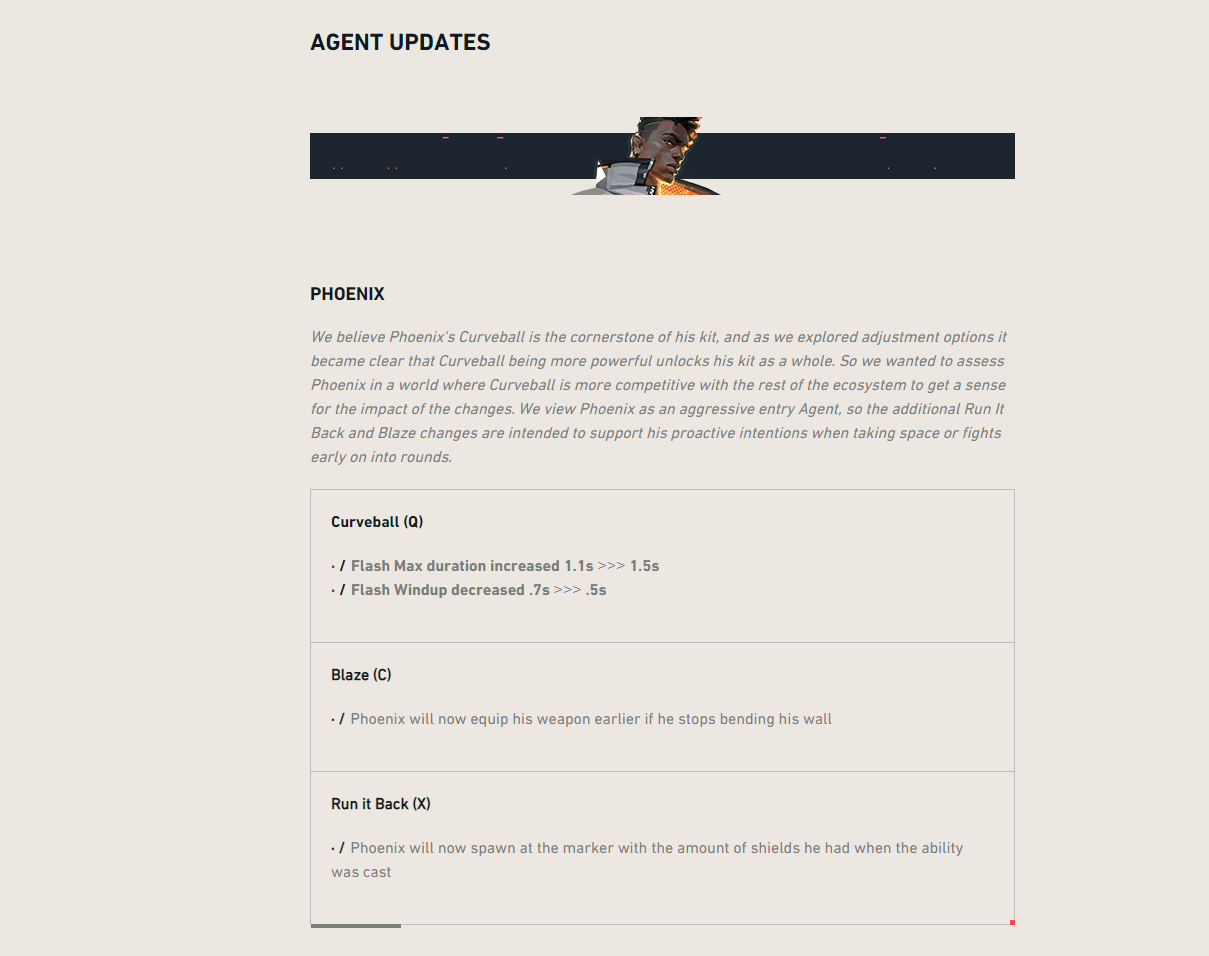 AGENT UPDATES
PHOENIX
We believe Phoenix's Curveball is the cornerstone of his kit, and as we explored adjustment options it
became clear that Curveball being more powerful unlocks his kit as a whole. So we wanted to assess
Phoenix in a world where Curveball is more competitive with the rest of the ecosystem to get a sense
for the impact of the changes. We view Phoenix as an aggressive entry Agent, so the additional Run It
Back and Blaze changes are intended to support his proactive intentions when taking space or fights
early on into rounds.
Curveball (Q)
· / Flash Max duration increased 1.1s >>> 1.5s
· / Flash Windup decreased .7s >>> .5s
Blaze (C)
· / Phoenix will now equip his weapon earlier if he stops bending his wall
Run it Back (X)
· / Phoenix will now spawn at the marker with the amount of shields he had when the ability
was cast